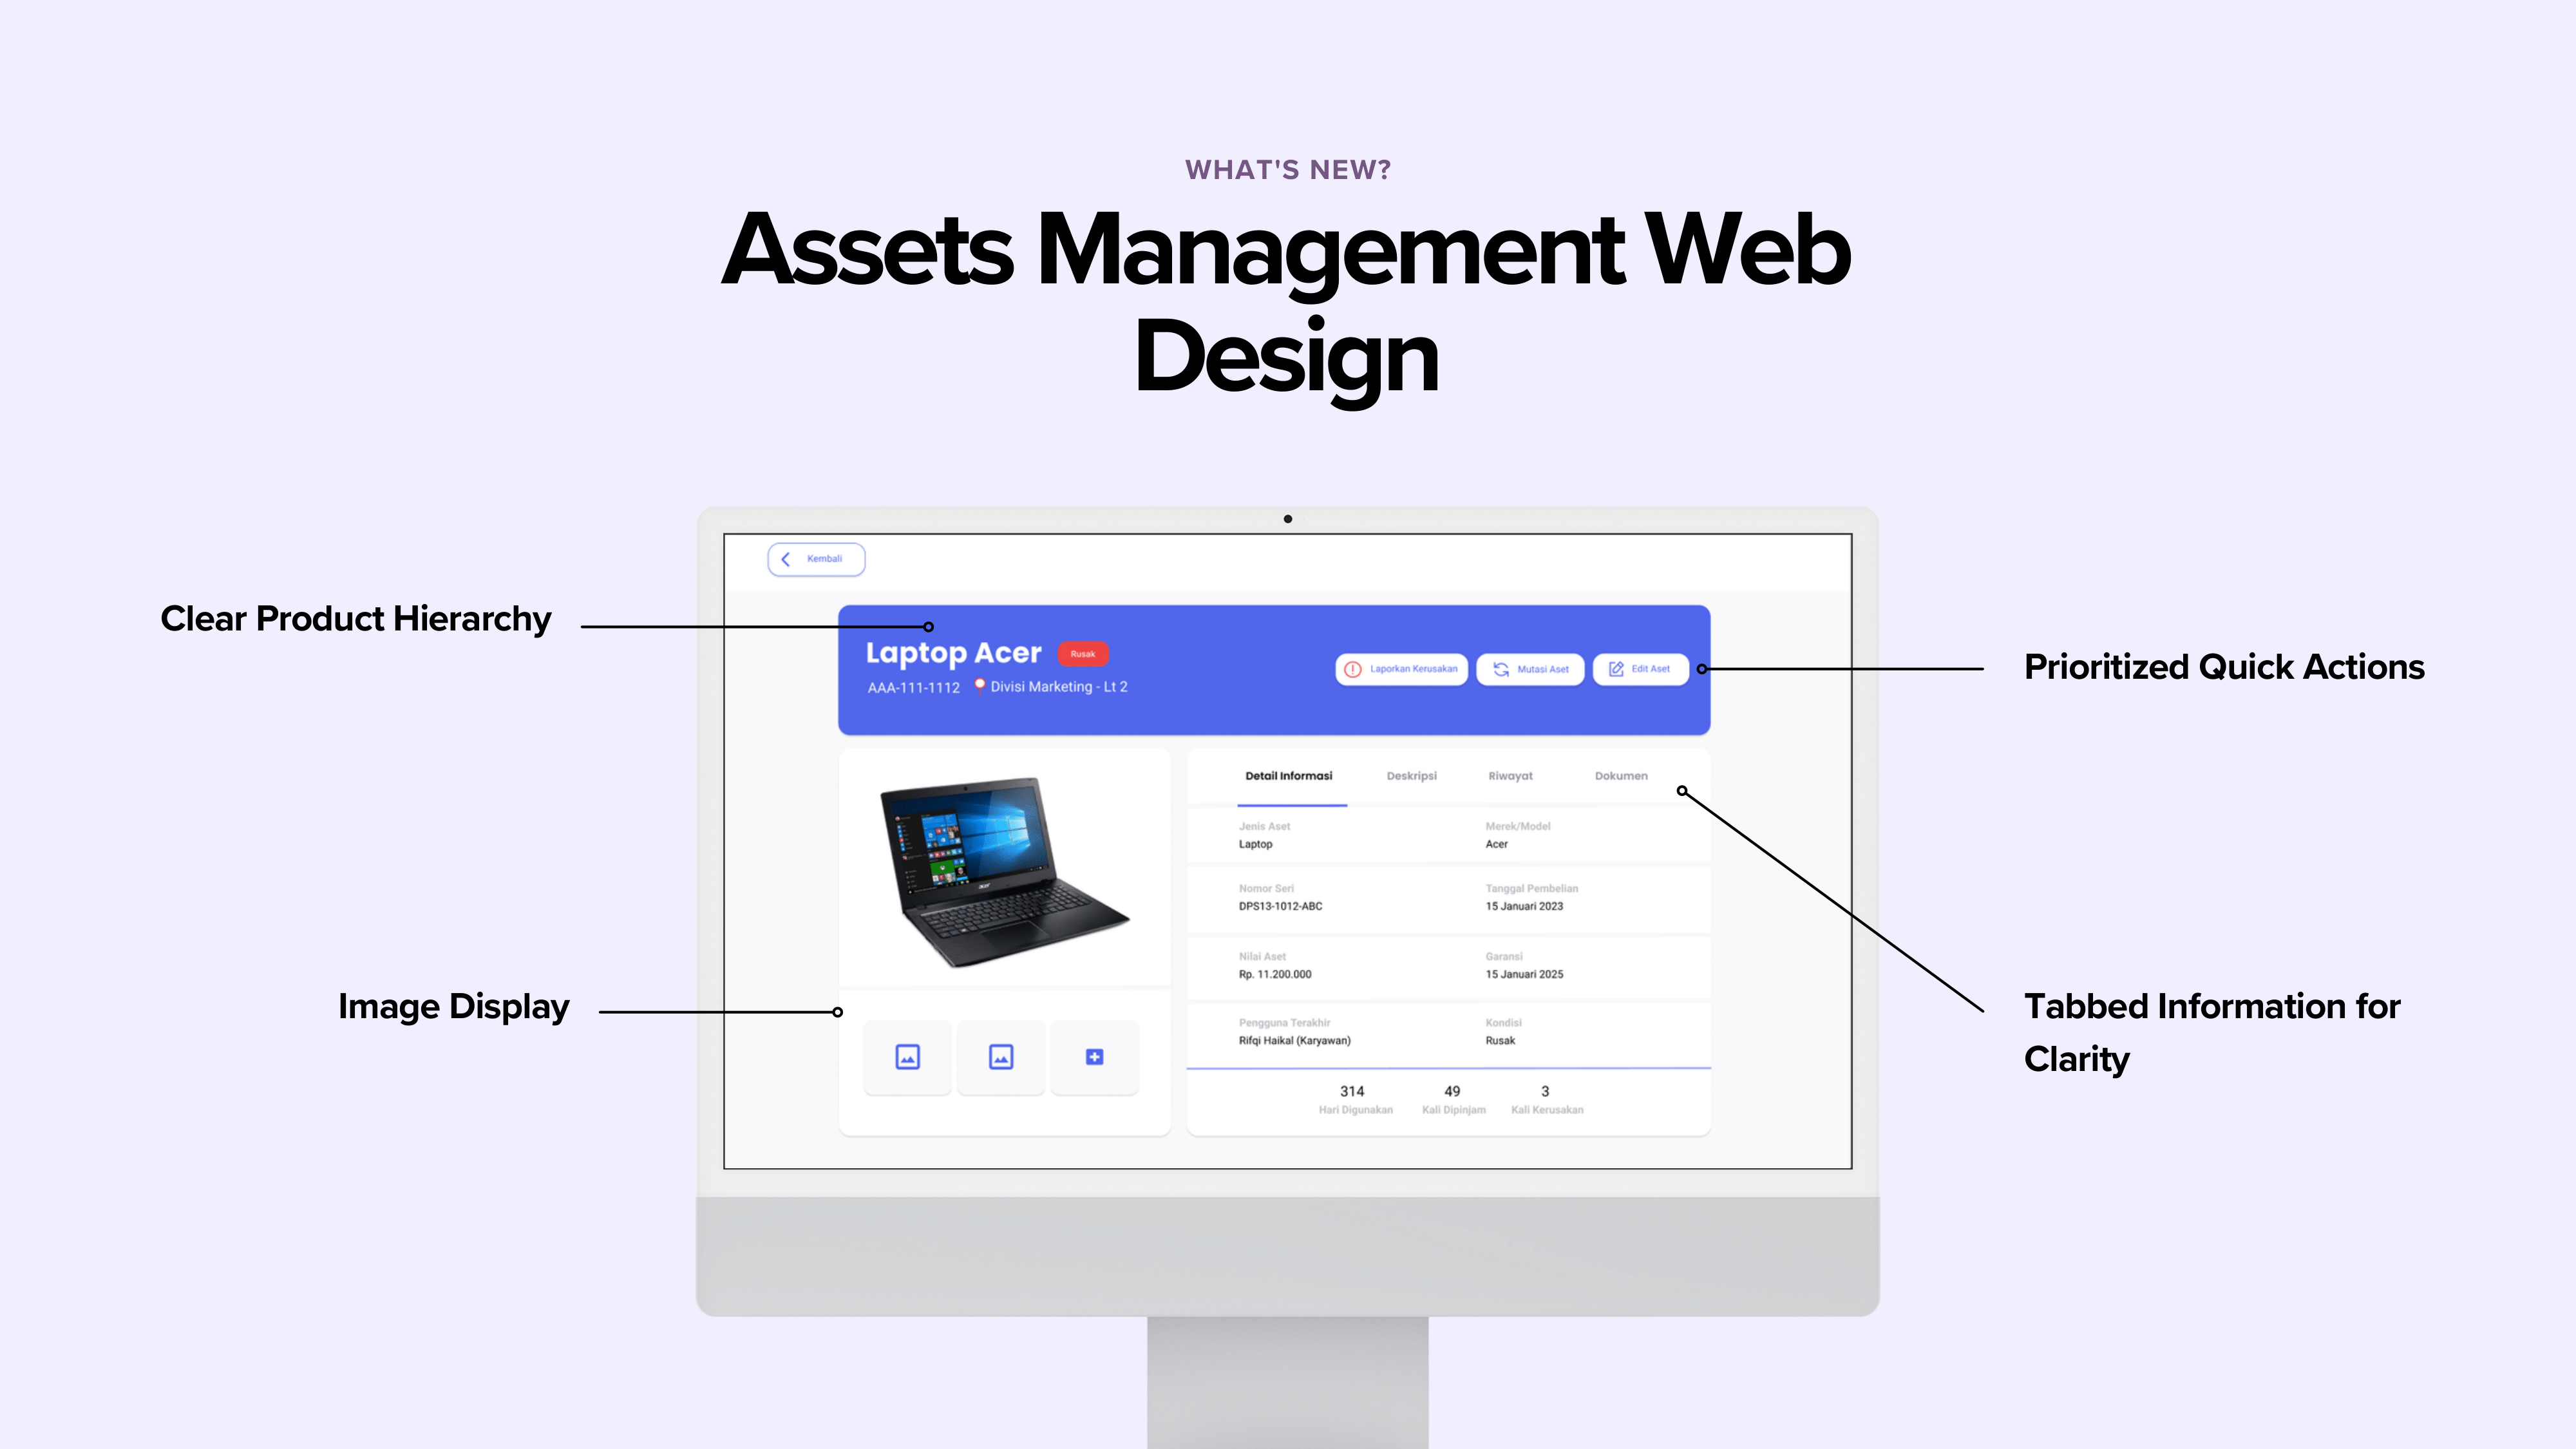 WHAT'S NEW?
Assets Management Web
Design
Kembali
Clear Product Hierarchy
Laptop Acer
Rusak
AAA-111-1112
Divisi Marketing - Lt 2
Laporkan Kerusakan
Mutasi Aset
Edit Aset
Prioritized Quick Actions
Detail Informasi
Deskripsi
Riwayat
Dokumen
Jenis Aset
Laptop
Merek/Model
Acer
Nomor Seri
DPS13-1012-ABC
Tanggal Pembelian
15 Januari 2023
Nilai Aset
Rp. 11.200.000
Garansi
15 Januari 2025
Pengguna Terakhir
Rifqi Haikal (Karyawan)
Kondisi
Rusak
314
Hari Digunakan
49
Kali Dipinjam
3
Kali Kerusakan
Image Display
Tabbed Information for
Clarity
acer